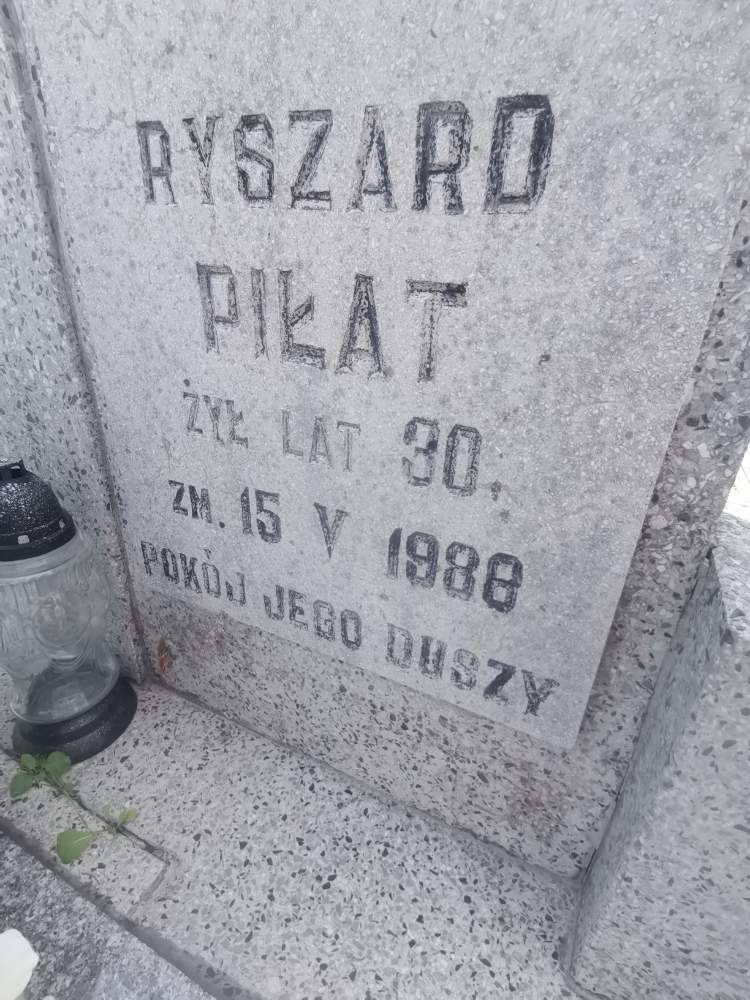 RYSZARD
PIŁAT
ŻYŁ LAT 30.
ZM. 15 V 1988
POKÓJ JEGO DUSZY